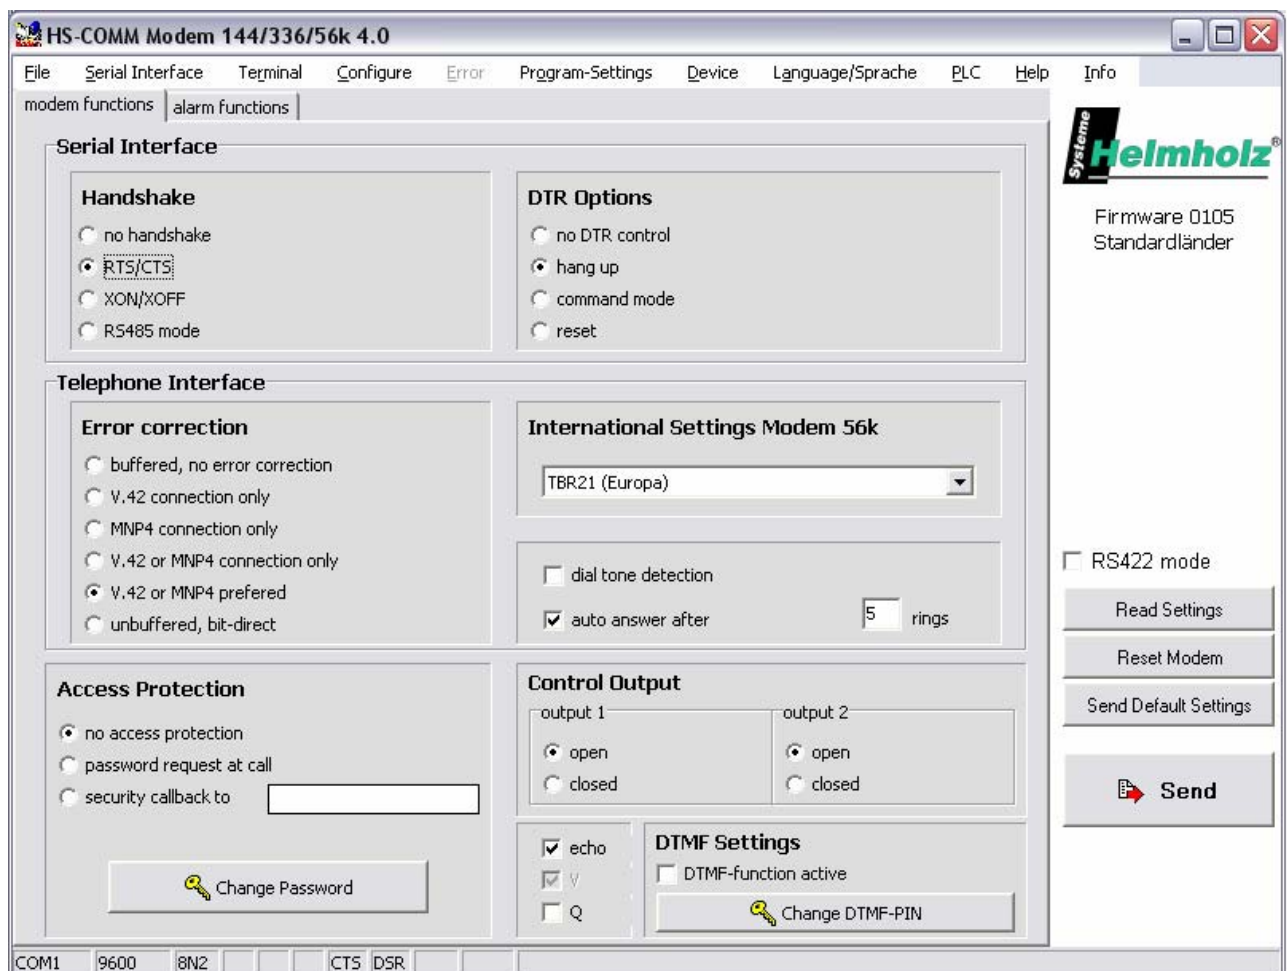 HS-COMM Modem 144/336/56k 4.0
File Serial Interface Terminal Configure Error Program-Settings Device Language/Sprache PLC Help Info
modem functions alarm functions
Serial Interface
Handshake
no handshake
RTS/CTS
XON/XOFF
RS485 mode
DTR Options
no DTR control
hang up
command mode
reset
Telephone Interface
Error correction
buffered, no error correction
V.42 connection only
MNP4 connection only
V.42 or MNP4 connection only
V.42 or MNP4 prefered
unbuffered, bit-direct
International Settings Modem 56k
TBR21 (Europa)
dial tone detection
auto answer after 5 rings
Access Protection
no access protection
password request at call
security callback to
Change Password
Control Output
output 1
open
closed
output 2
open
closed
echo
V
Q
DTMF Settings
DTMF-function active
Change DTMF-PIN
Systeme
Helmholz®
Firmware 0105
Standardländer
RS422 mode
Read Settings
Reset Modem
Send Default Settings
Send
COM1 9600 8N2 CTS DSR